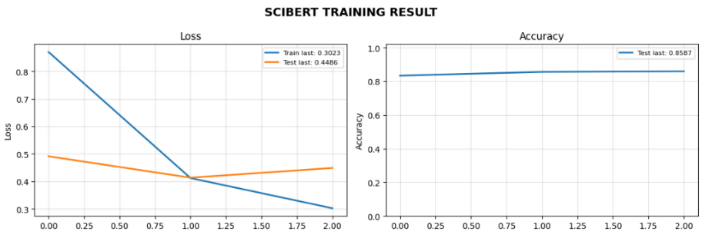 SCIBERT TRAINING RESULT
Loss
Train last: 0.3023
Test last: 0.4486
Loss
0.8
0.7
0.6
0.5
0.4
0.3
0.00 0.25 0.50 0.75 1.00 1.25 1.50 1.75 2.00
Accuracy
Test last: 0.8587
Accuracy
1.0
0.8
0.6
0.4
0.2
0.0
0.00 0.25 0.50 0.75 1.00 1.25 1.50 1.75 2.00